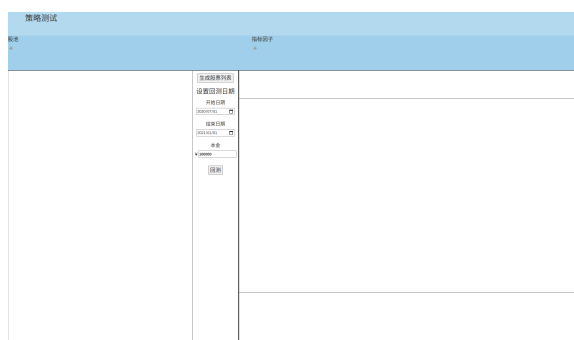 策略测试
股池
指标因子
生成股票列表
设置回测日期
开始日期
2020/07/01
结束日期
2021/01/01
本金
¥ 100000
回测